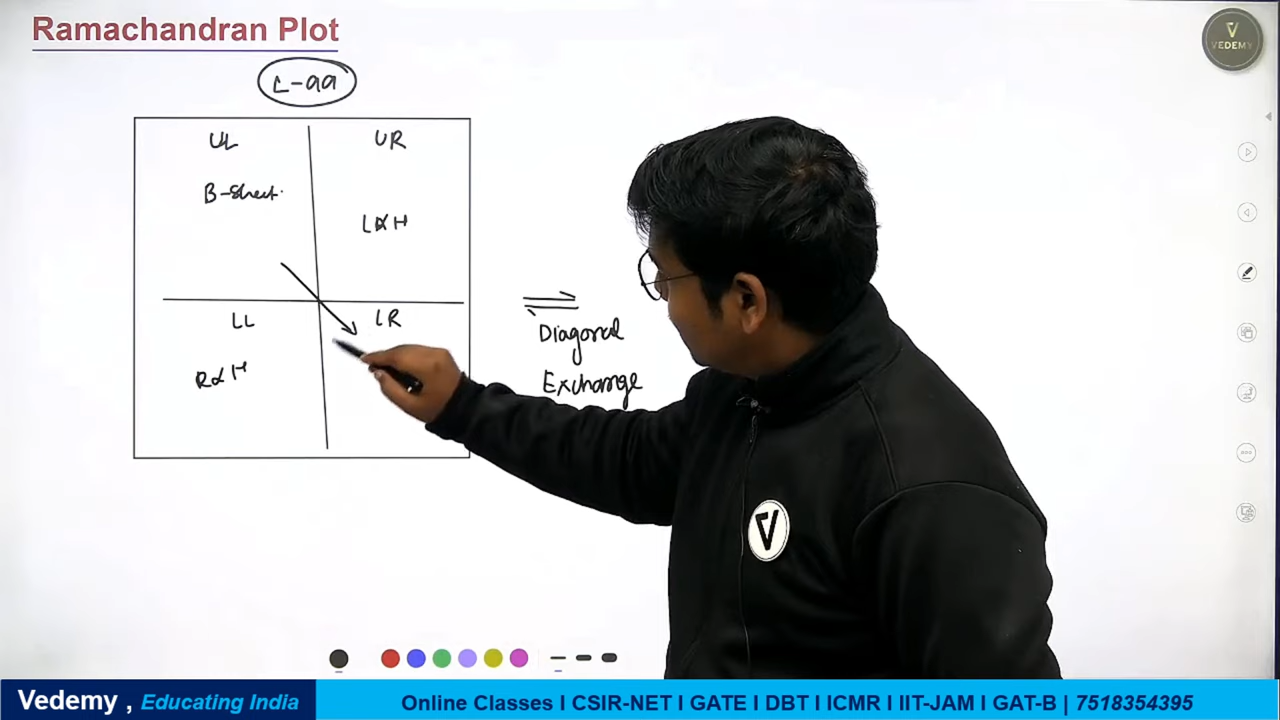 Ramachandran Plot
VEDEMY
L-aa
UL
UR
B-Sheet
LαH
LL
LR
RαH
Diagonal
Exchange
Vedemy , Educating India
Online Classes I CSIR-NET I GATE I DBT I ICMR I IIT-JAM I GAT-B | 7518354395